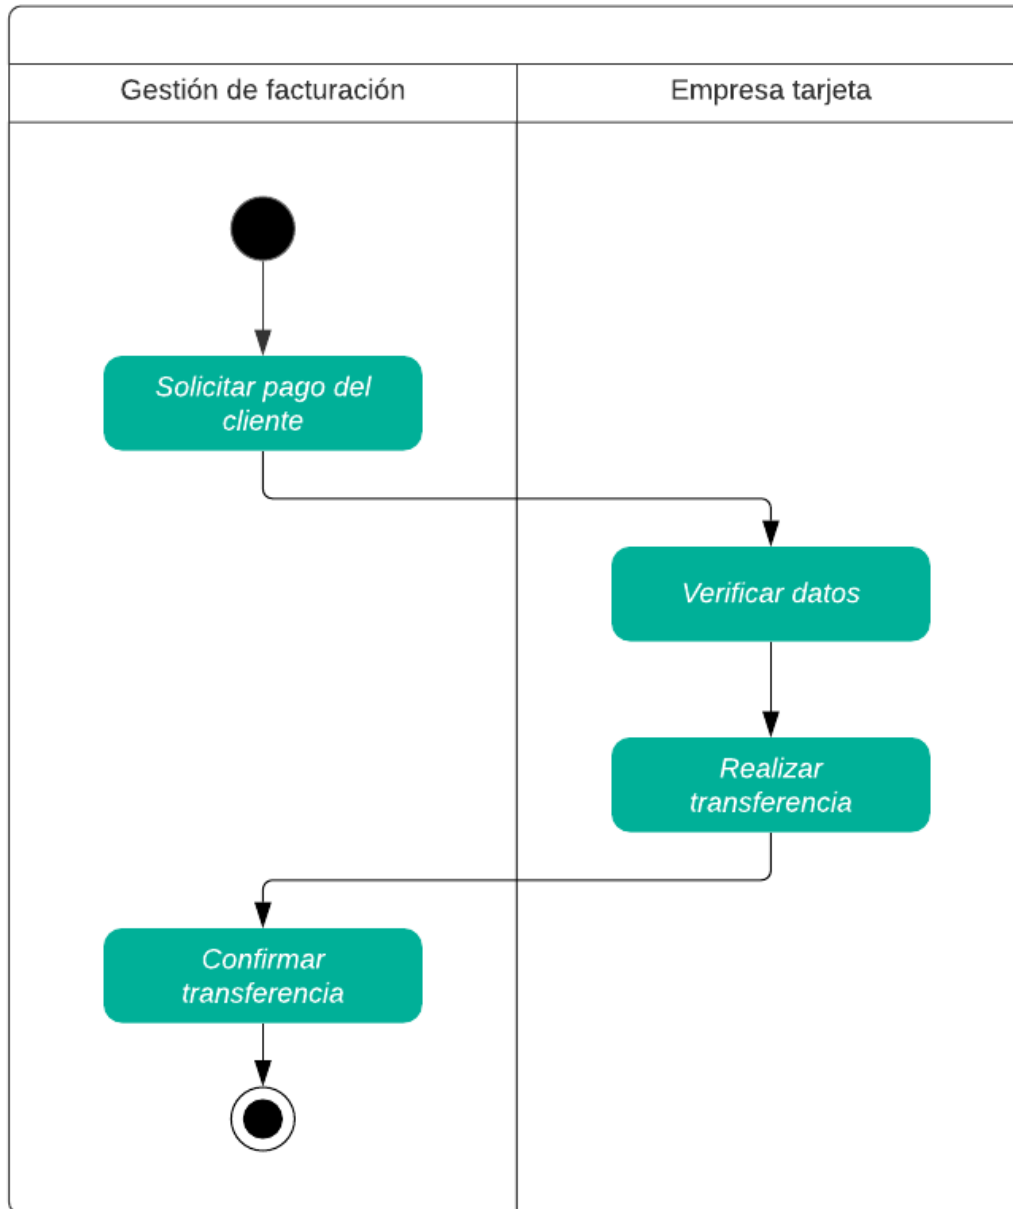 Gestión de facturación
Empresa tarjeta
Solicitar pago del
cliente
Verificar datos
Realizar
transferencia
Confirmar
transferencia